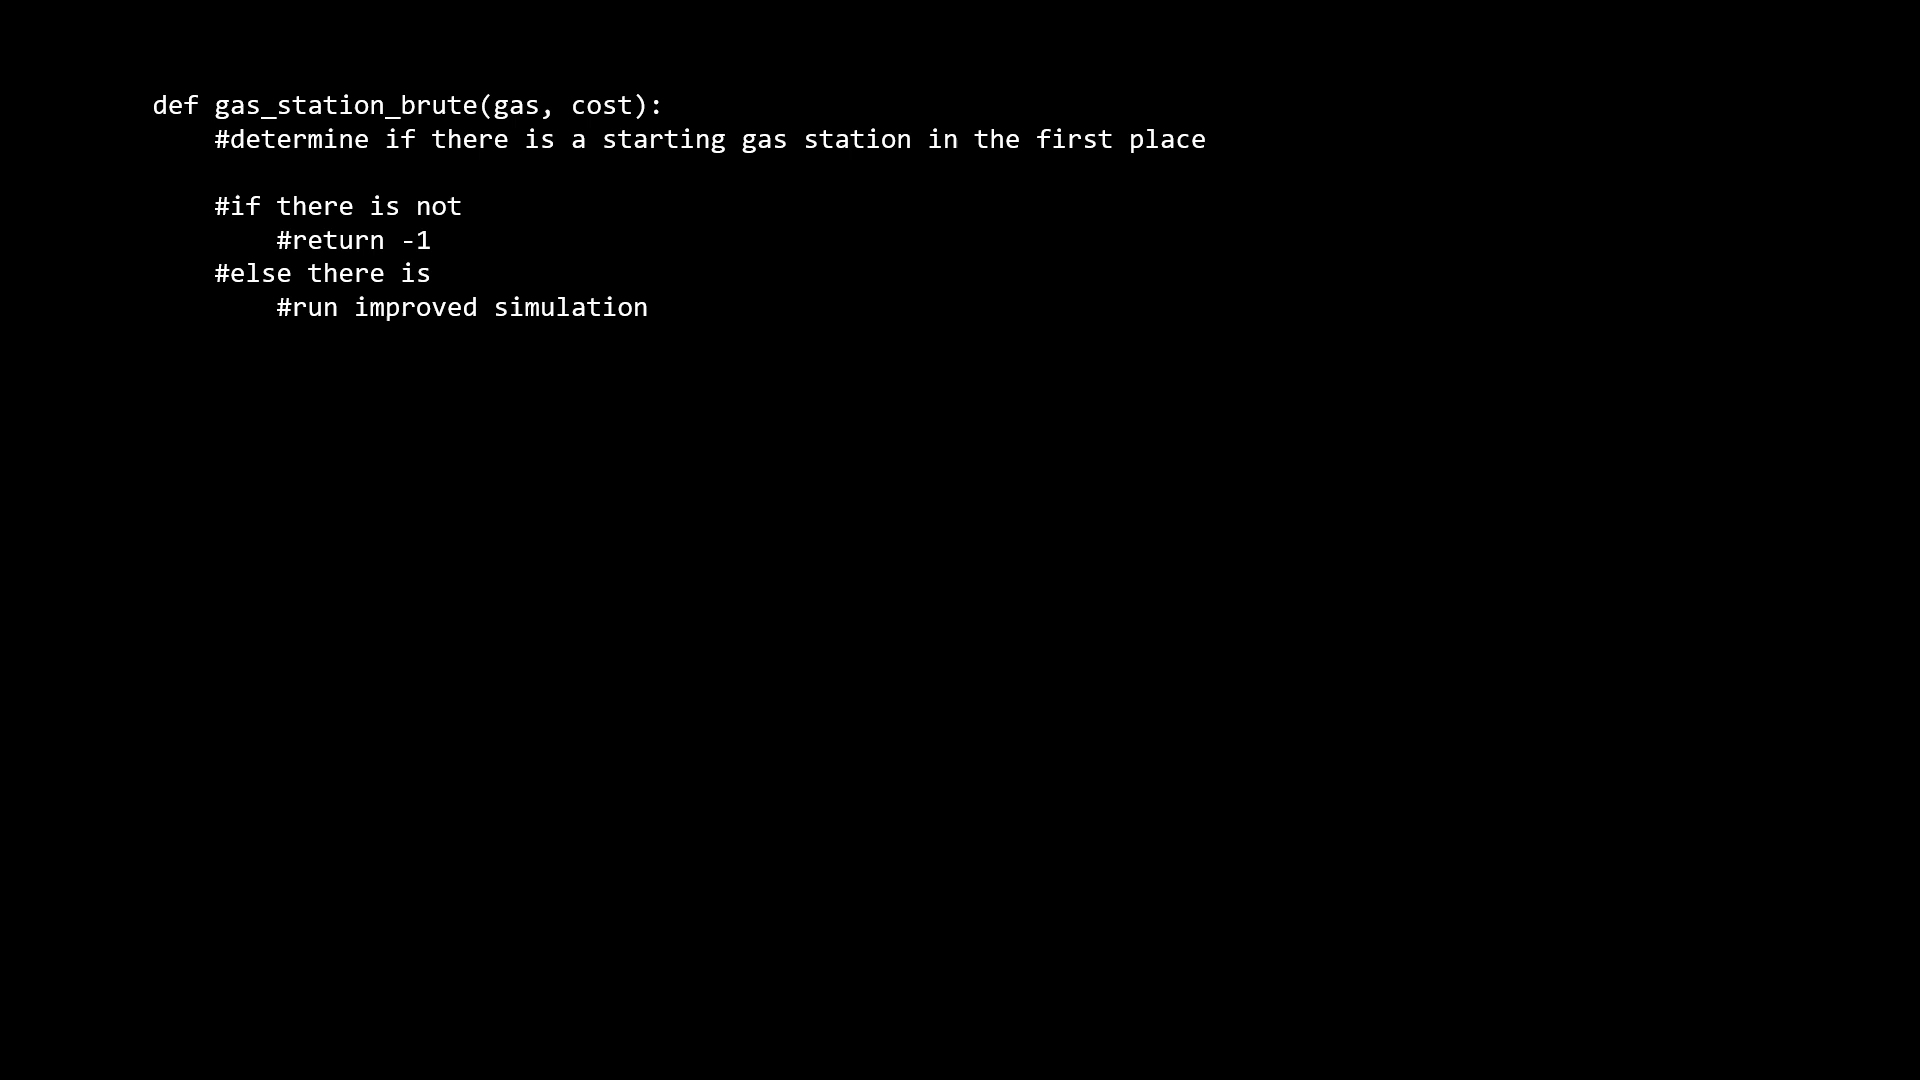 def gas_station_brute(gas, cost):
    #determine if there is a starting gas station in the first place

    #if there is not
        #return -1
    #else there is
        #run improved simulation